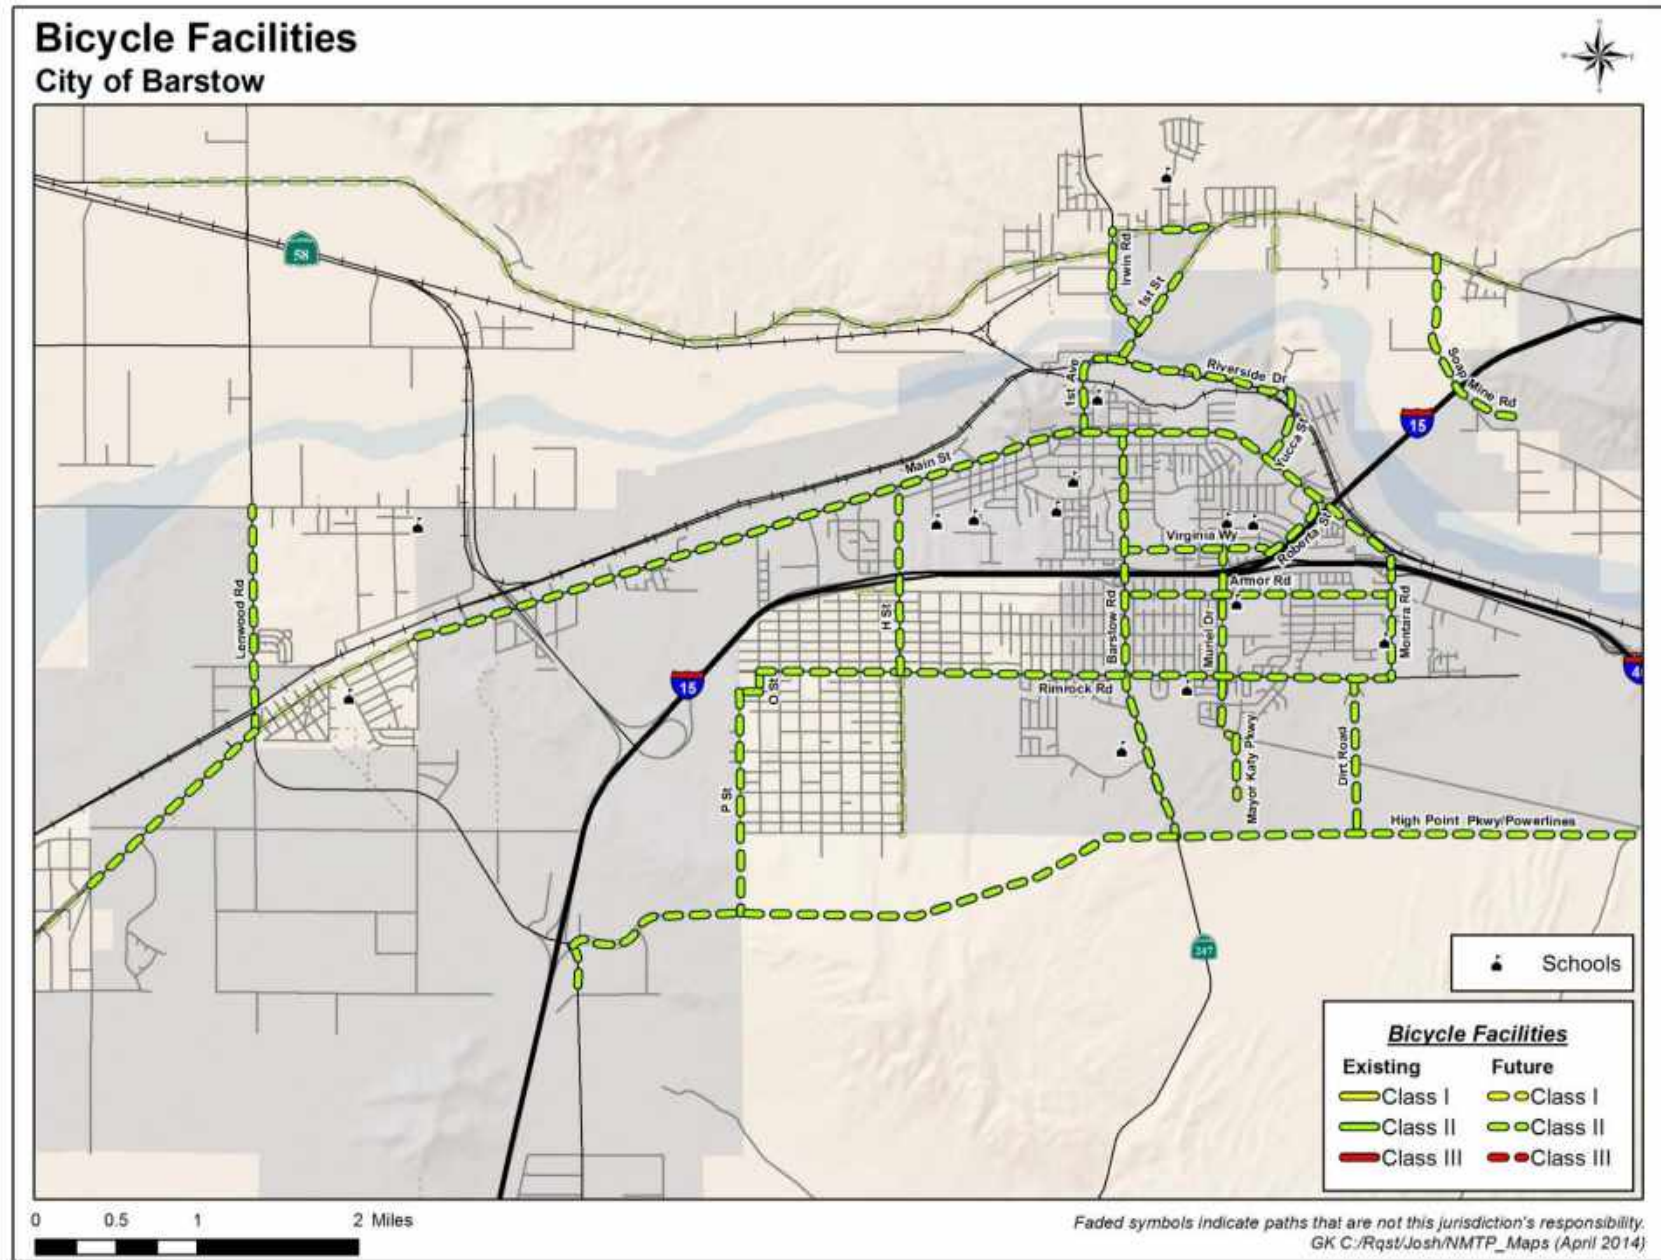 Bicycle Facilities
City of Barstow
58
Irwin Rd
1st St
1st Ave
Riverside Dr
Soap Mine Rd
15
Yucca St
Main St
Virginia Wy
Roberta St
Armor Rd
Lenwood Rd
H St
Barstow Rd
Muriel Dr
Montara Rd
15
O St
Rimrock Rd
P St
Mayor Katy Pkwy
Dirt Road
High Point Pkwy/Powerlines
247
Schools
Bicycle Facilities
Existing Future
Class I Class I
Class II Class II
Class III Class III
0 0.5 1 2 Miles
Faded symbols indicate paths that are not this jurisdiction's responsibility.
GK C:/Rqst/Josh/NMTP_Maps (April 2014)